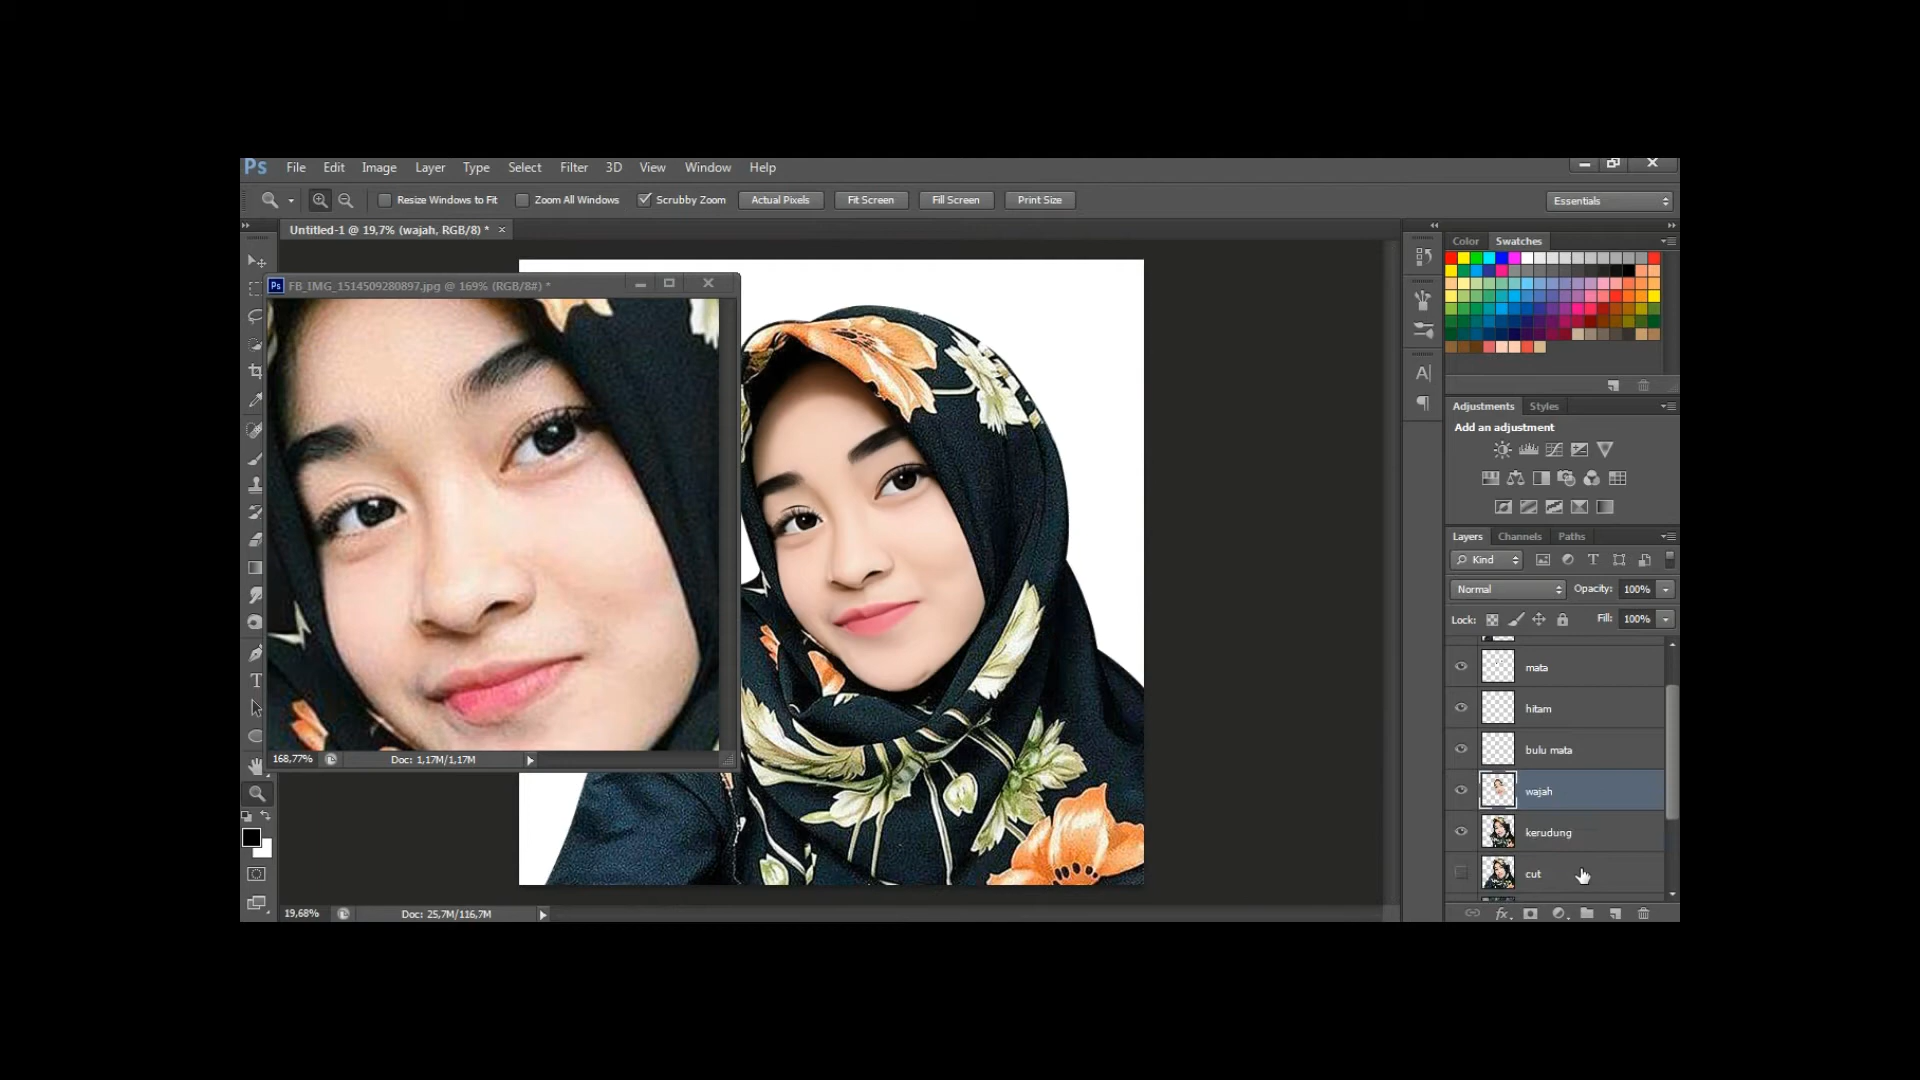 Ps File Edit Image Layer Type Select Filter 3D View Window Help
Resize Windows to Fit Zoom All Windows Scrubby Zoom Actual Pixels Fit Screen Fill Screen Print Size Essentials
Untitled-1 @ 19,7% (wajah, RGB/8) * ×
Ps FB_IMG_1514509280897.jpg @ 169% (RGB/8#) *
168,77% Doc: 1,17M/1,17M
19,68% Doc: 25,7M/116,7M
Color Swatches
Adjustments Styles
Add an adjustment
Layers Channels Paths
Kind
Normal Opacity: 100%
Lock: Fill: 100%
mata
hitam
bulu mata
wajah
kerudung
cut
fx